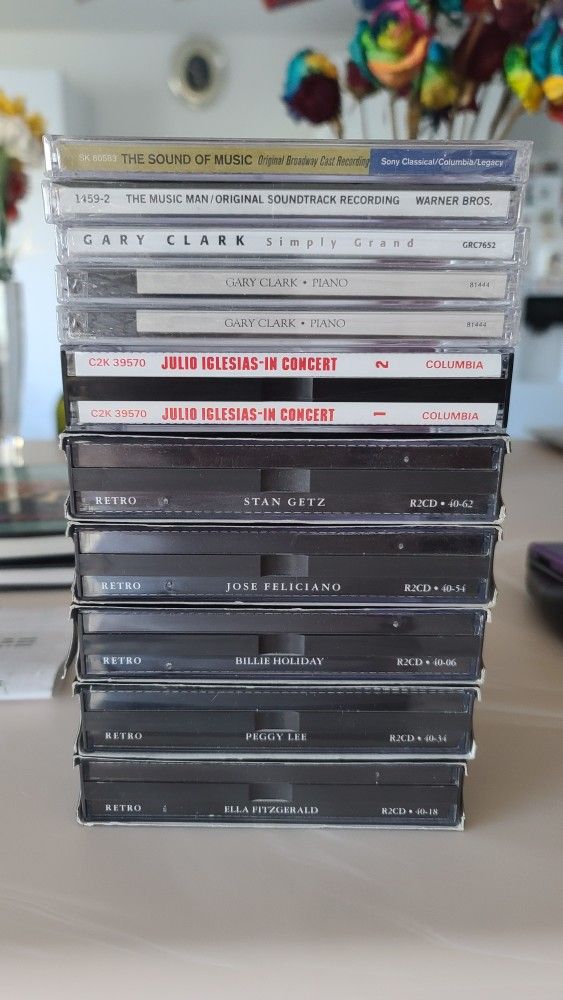 SK 60583 THE SOUND OF MUSIC Original Broadway Cast Recording Sony Classical/Columbia/Legacy
1459-2 THE MUSIC MAN/ORIGINAL SOUNDTRACK RECORDING WARNER BROS.
GARY CLARK Simply Grand GRC7652
GARY CLARK • PIANO 81444
GARY CLARK • PIANO 81444
C2K 39570 JULIO IGLESIAS-IN CONCERT 2 COLUMBIA
C2K 39570 JULIO IGLESIAS-IN CONCERT 1 COLUMBIA
RETRO STAN GETZ R2CD • 40-62
RETRO JOSE FELICIANO R2CD • 40-54
RETRO BILLIE HOLIDAY R2CD • 40-06
RETRO PEGGY LEE R2CD • 40-34
RETRO ELLA FITZGERALD R2CD • 40-18